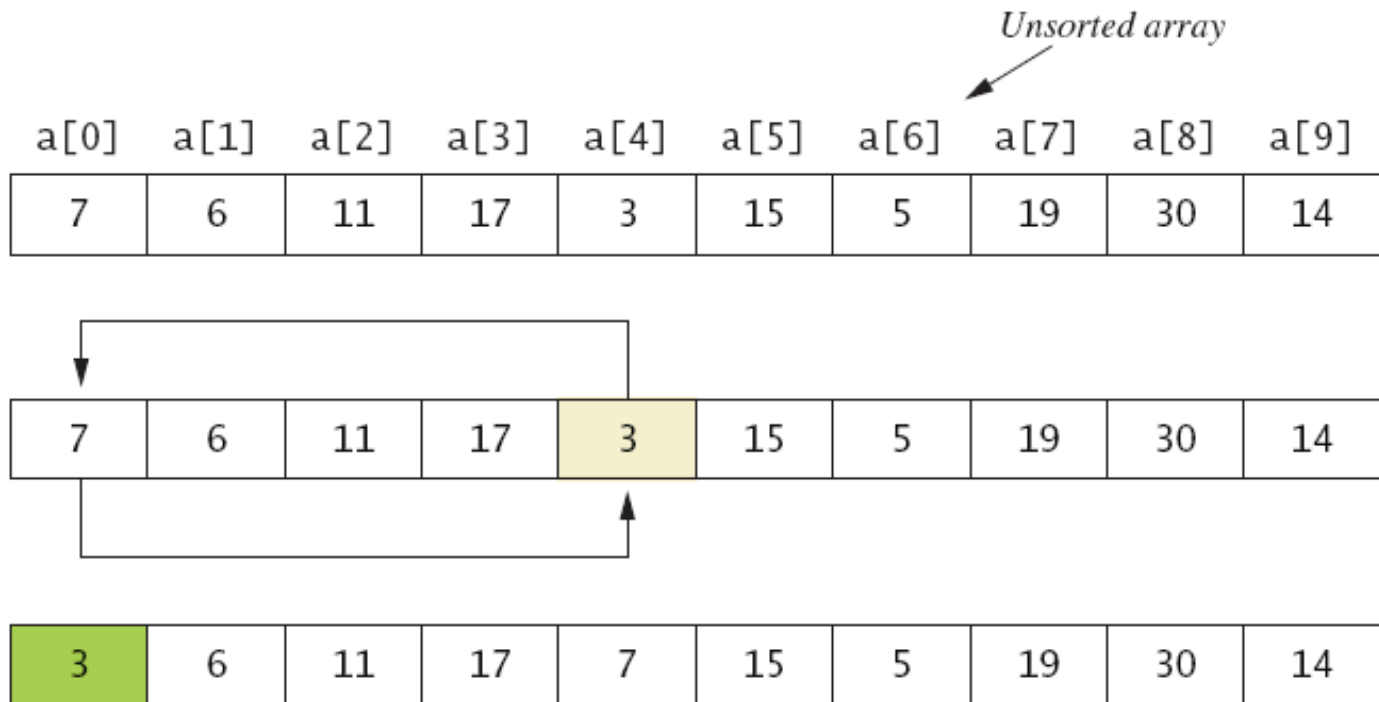 Unsorted array
a[0] a[1] a[2] a[3] a[4] a[5] a[6] a[7] a[8] a[9]
7 6 11 17 3 15 5 19 30 14
7 6 11 17 3 15 5 19 30 14
3 6 11 17 7 15 5 19 30 14